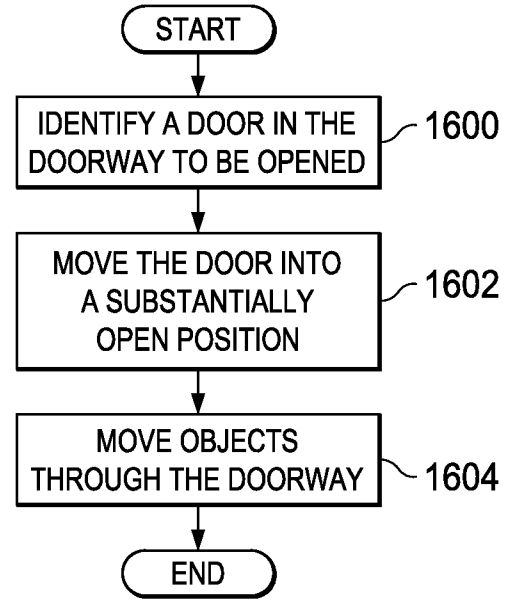 START
IDENTIFY A DOOR IN THE
DOORWAY TO BE OPENED
1600
MOVE THE DOOR INTO
A SUBSTANTIALLY
OPEN POSITION
1602
MOVE OBJECTS
THROUGH THE DOORWAY
1604
END